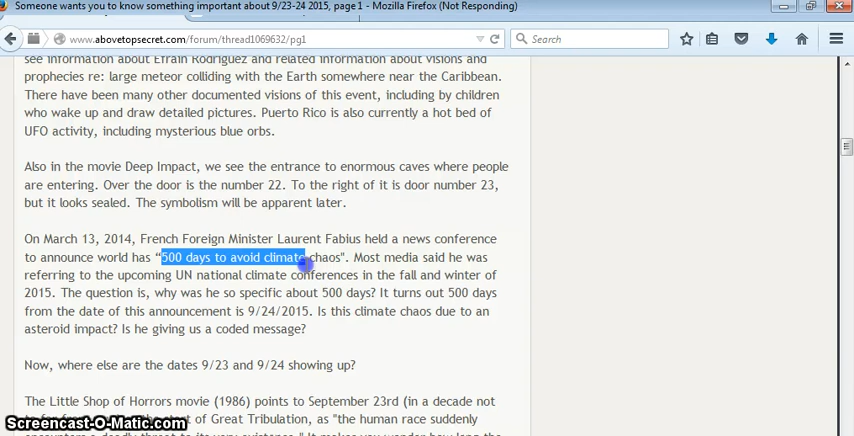 Someone wants you to know something important about 9/23-24 2015, page 1 - Mozilla Firefox (Not Responding)
www.abovetopsecret.com/forum/thread1069632/pg1
Search
see information about Efrain Rodriguez and related information about visions and
prophecies re: large meteor colliding with the Earth somewhere near the Caribbean.
There have been many other documented visions of this event, including by children
who wake up and draw detailed pictures. Puerto Rico is also currently a hot bed of
UFO activity, including mysterious blue orbs.
Also in the movie Deep Impact, we see the entrance to enormous caves where people
are entering. Over the door is the number 22. To the right of it is door number 23,
but it looks sealed. The symbolism will be apparent later.
On March 13, 2014, French Foreign Minister Laurent Fabius held a news conference
to announce world has “500 days to avoid climate chaos". Most media said he was
referring to the upcoming UN national climate conferences in the fall and winter of
2015. The question is, why was he so specific about 500 days? It turns out 500 days
from the date of this announcement is 9/24/2015. Is this climate chaos due to an
asteroid impact? Is he giving us a coded message?
Now, where else are the dates 9/23 and 9/24 showing up?
The Little Shop of Horrors movie (1986) points to September 23rd (in a decade not
start of Great Tribulation, as "the human race suddenly
Screencast-O-Matic.com